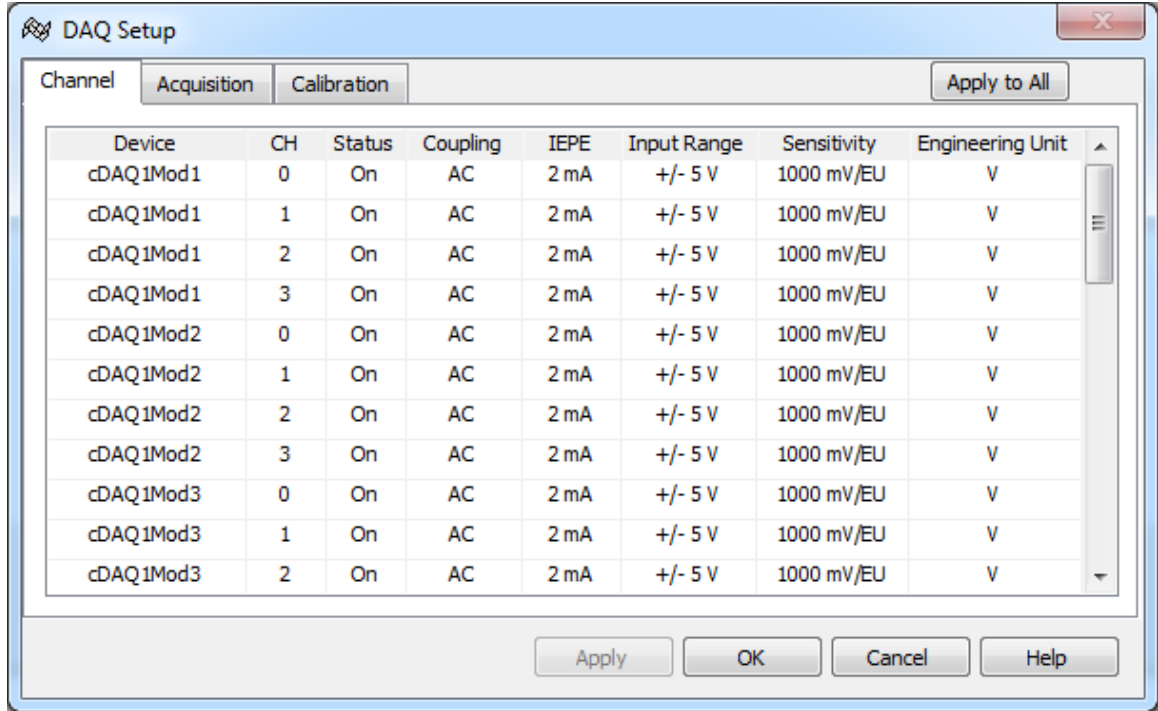 DAQ Setup
Channel Acquisition Calibration Apply to All
Device CH Status Coupling IEPE Input Range Sensitivity Engineering Unit
cDAQ1Mod1 0 On AC 2 mA +/- 5 V 1000 mV/EU V
cDAQ1Mod1 1 On AC 2 mA +/- 5 V 1000 mV/EU V
cDAQ1Mod1 2 On AC 2 mA +/- 5 V 1000 mV/EU V
cDAQ1Mod1 3 On AC 2 mA +/- 5 V 1000 mV/EU V
cDAQ1Mod2 0 On AC 2 mA +/- 5 V 1000 mV/EU V
cDAQ1Mod2 1 On AC 2 mA +/- 5 V 1000 mV/EU V
cDAQ1Mod2 2 On AC 2 mA +/- 5 V 1000 mV/EU V
cDAQ1Mod2 3 On AC 2 mA +/- 5 V 1000 mV/EU V
cDAQ1Mod3 0 On AC 2 mA +/- 5 V 1000 mV/EU V
cDAQ1Mod3 1 On AC 2 mA +/- 5 V 1000 mV/EU V
cDAQ1Mod3 2 On AC 2 mA +/- 5 V 1000 mV/EU V
Apply OK Cancel Help